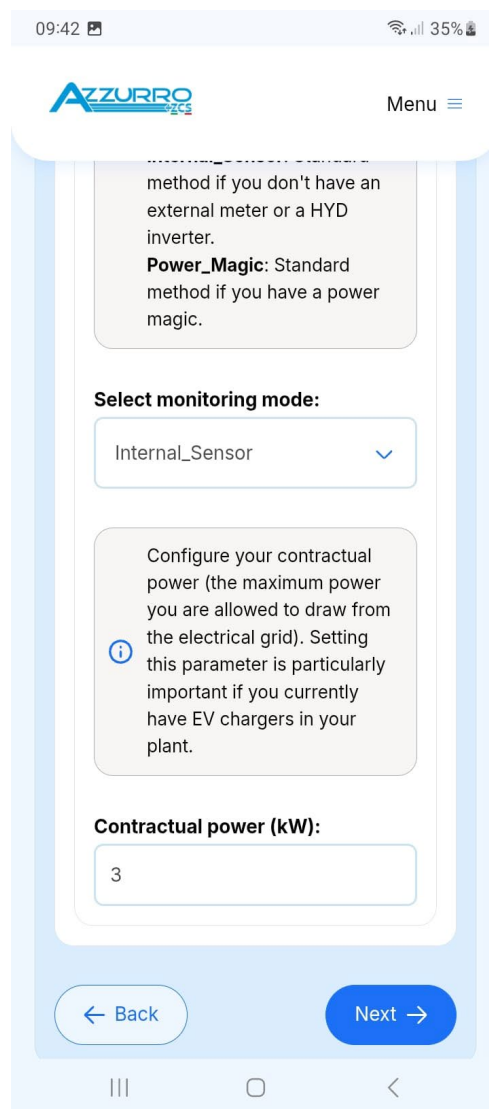 09:42
35%
AZZURRO
ZCS
Menu
Internal_Sensor: Standard
method if you don't have an
external meter or a HYD
inverter.
Power_Magic: Standard
method if you have a power
magic.
Select monitoring mode:
Internal_Sensor
Configure your contractual
power (the maximum power
you are allowed to draw from
the electrical grid). Setting
this parameter is particularly
important if you currently
have EV chargers in your
plant.
Contractual power (kW):
3
Back
Next